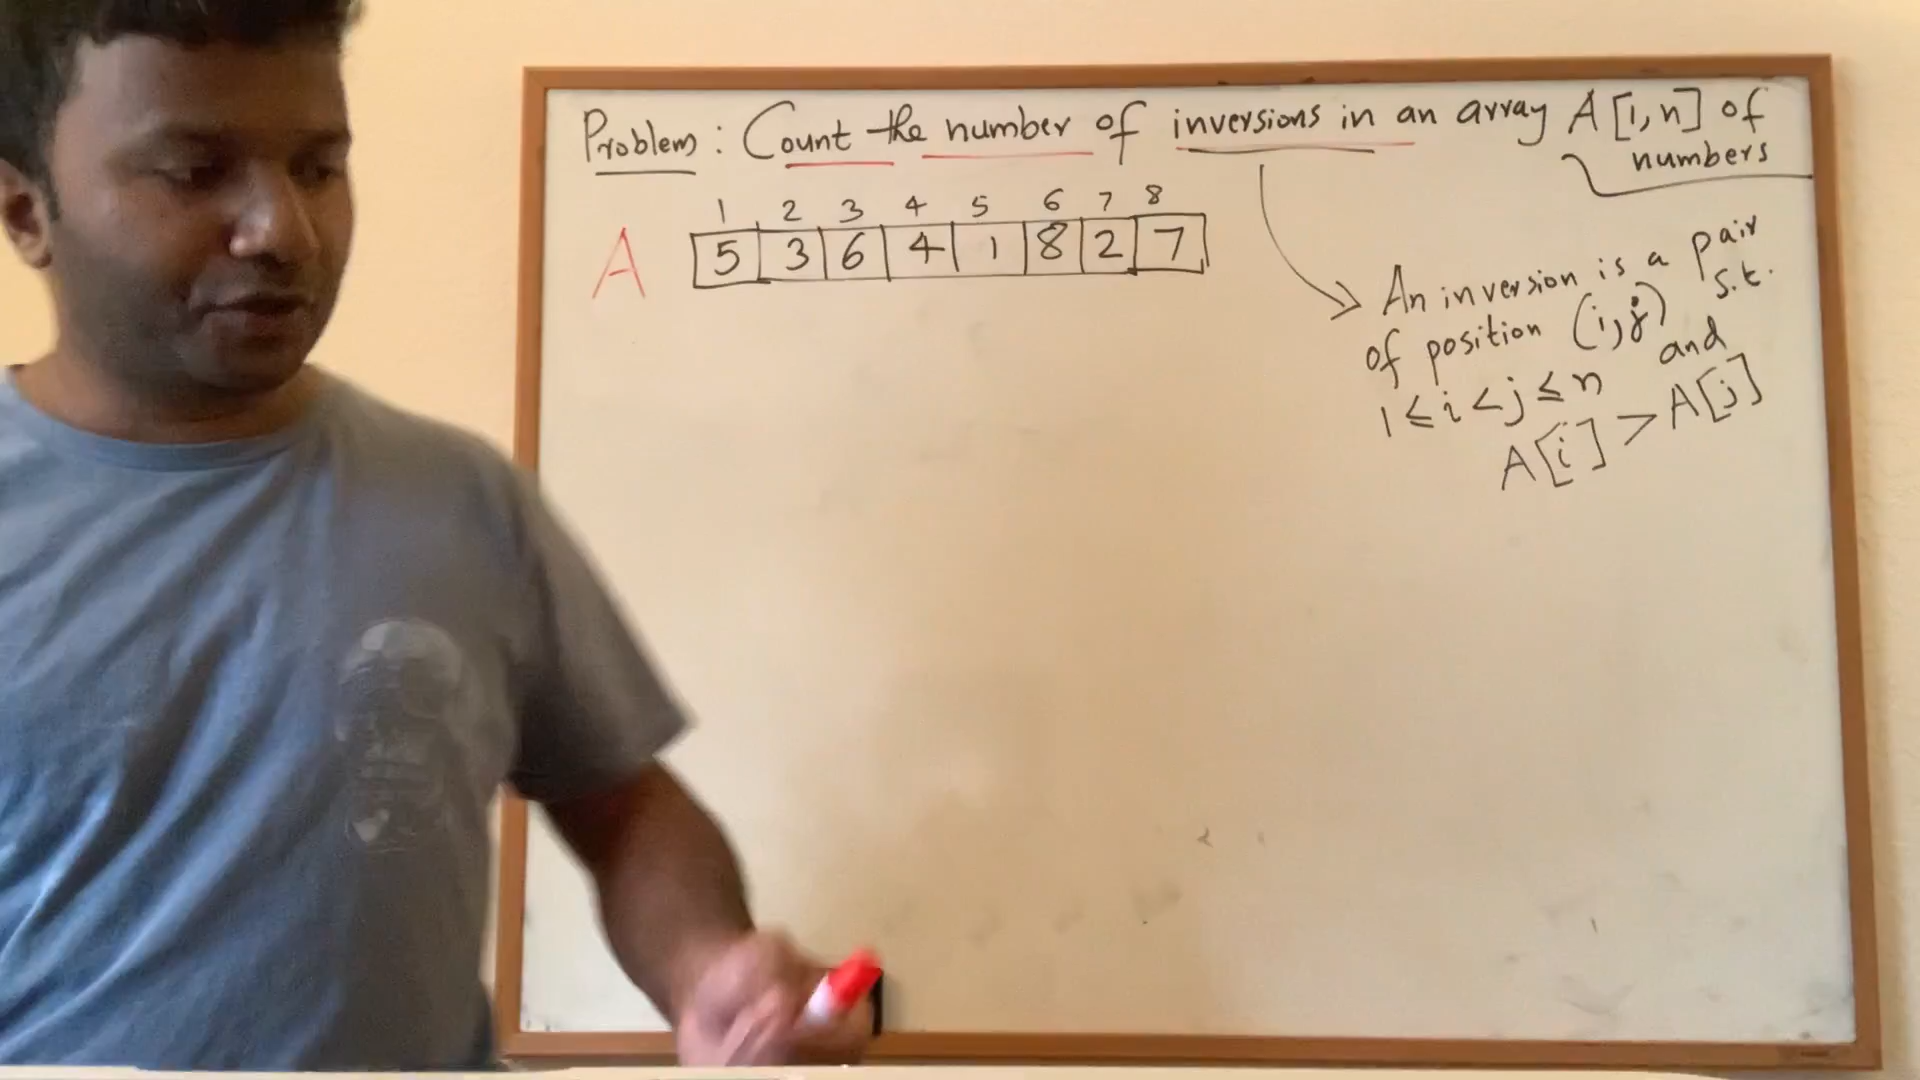 Problem: Count the number of inversions in an array A[1,n] of
numbers
1 2 3 4 5 6 7 8
A 5 3 6 4 1 8 2 7
An inversion is a pair
of position (i,j) s.t.
1 ≤ i < j ≤ n and
A[i] > A[j]